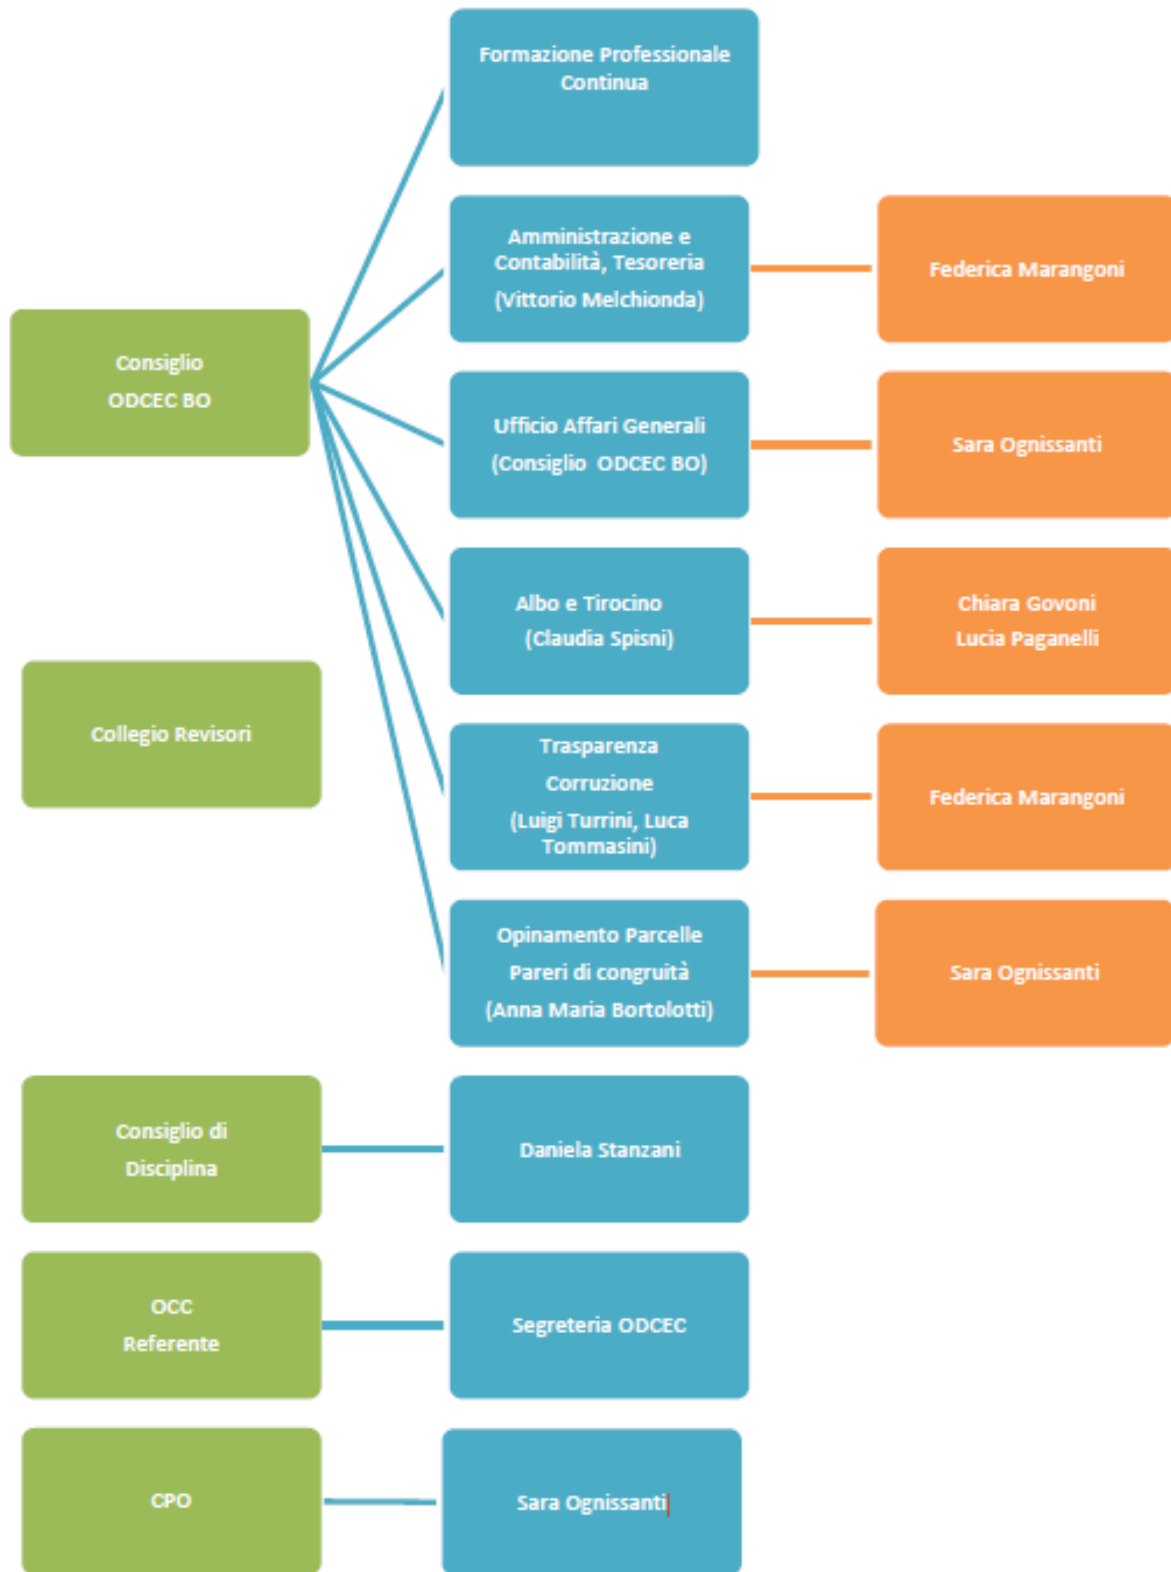 Formazione Professionale
Continua
Amministrazione e
Contabilità, Tesoreria
(Vittorio Melchionda)
Federica Marangoni
Consiglio
ODCEC BO
Ufficio Affari Generali
(Consiglio ODCEC BO)
Sara Ognissanti
Albo e Tirocino
(Claudia Spisni)
Chiara Govoni
Lucia Paganelli
Collegio Revisori
Trasparenza
Corruzione
(Luigi Turrini, Luca
Tommasini)
Federica Marangoni
Opinamento Parcelle
Pareri di congruità
(Anna Maria Bortolotti)
Sara Ognissanti
Consiglio di
Disciplina
Daniela Stanzani
OCC
Referente
Segreteria ODCEC
CPO
Sara Ognissanti